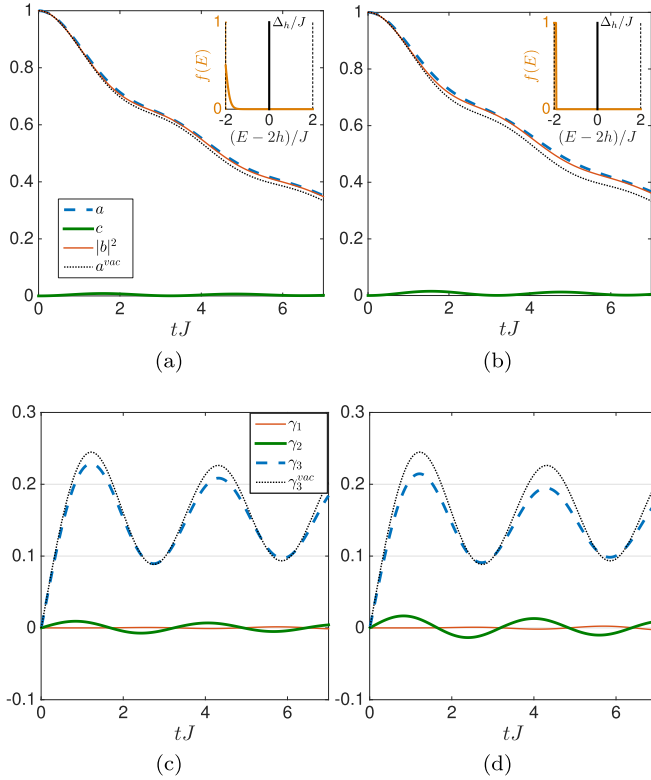 1
0.8
0.6
0.4
0.2
0
0 2 4 6
tJ
a
c
|b|²
a^{vac}
1
f(E)
0
Δ_h/J
-2 0 2
(E − 2h)/J
(a)
1
0.8
0.6
0.4
0.2
0
0 2 4 6
tJ
1
f(E)
0
Δ_h/J
-2 0 2
(E − 2h)/J
(b)
0.3
0.2
0.1
0
-0.1
0 2 4 6
tJ
γ₁
γ₂
γ₃
γ₃^{vac}
(c)
0.3
0.2
0.1
0
-0.1
0 2 4 6
tJ
(d)